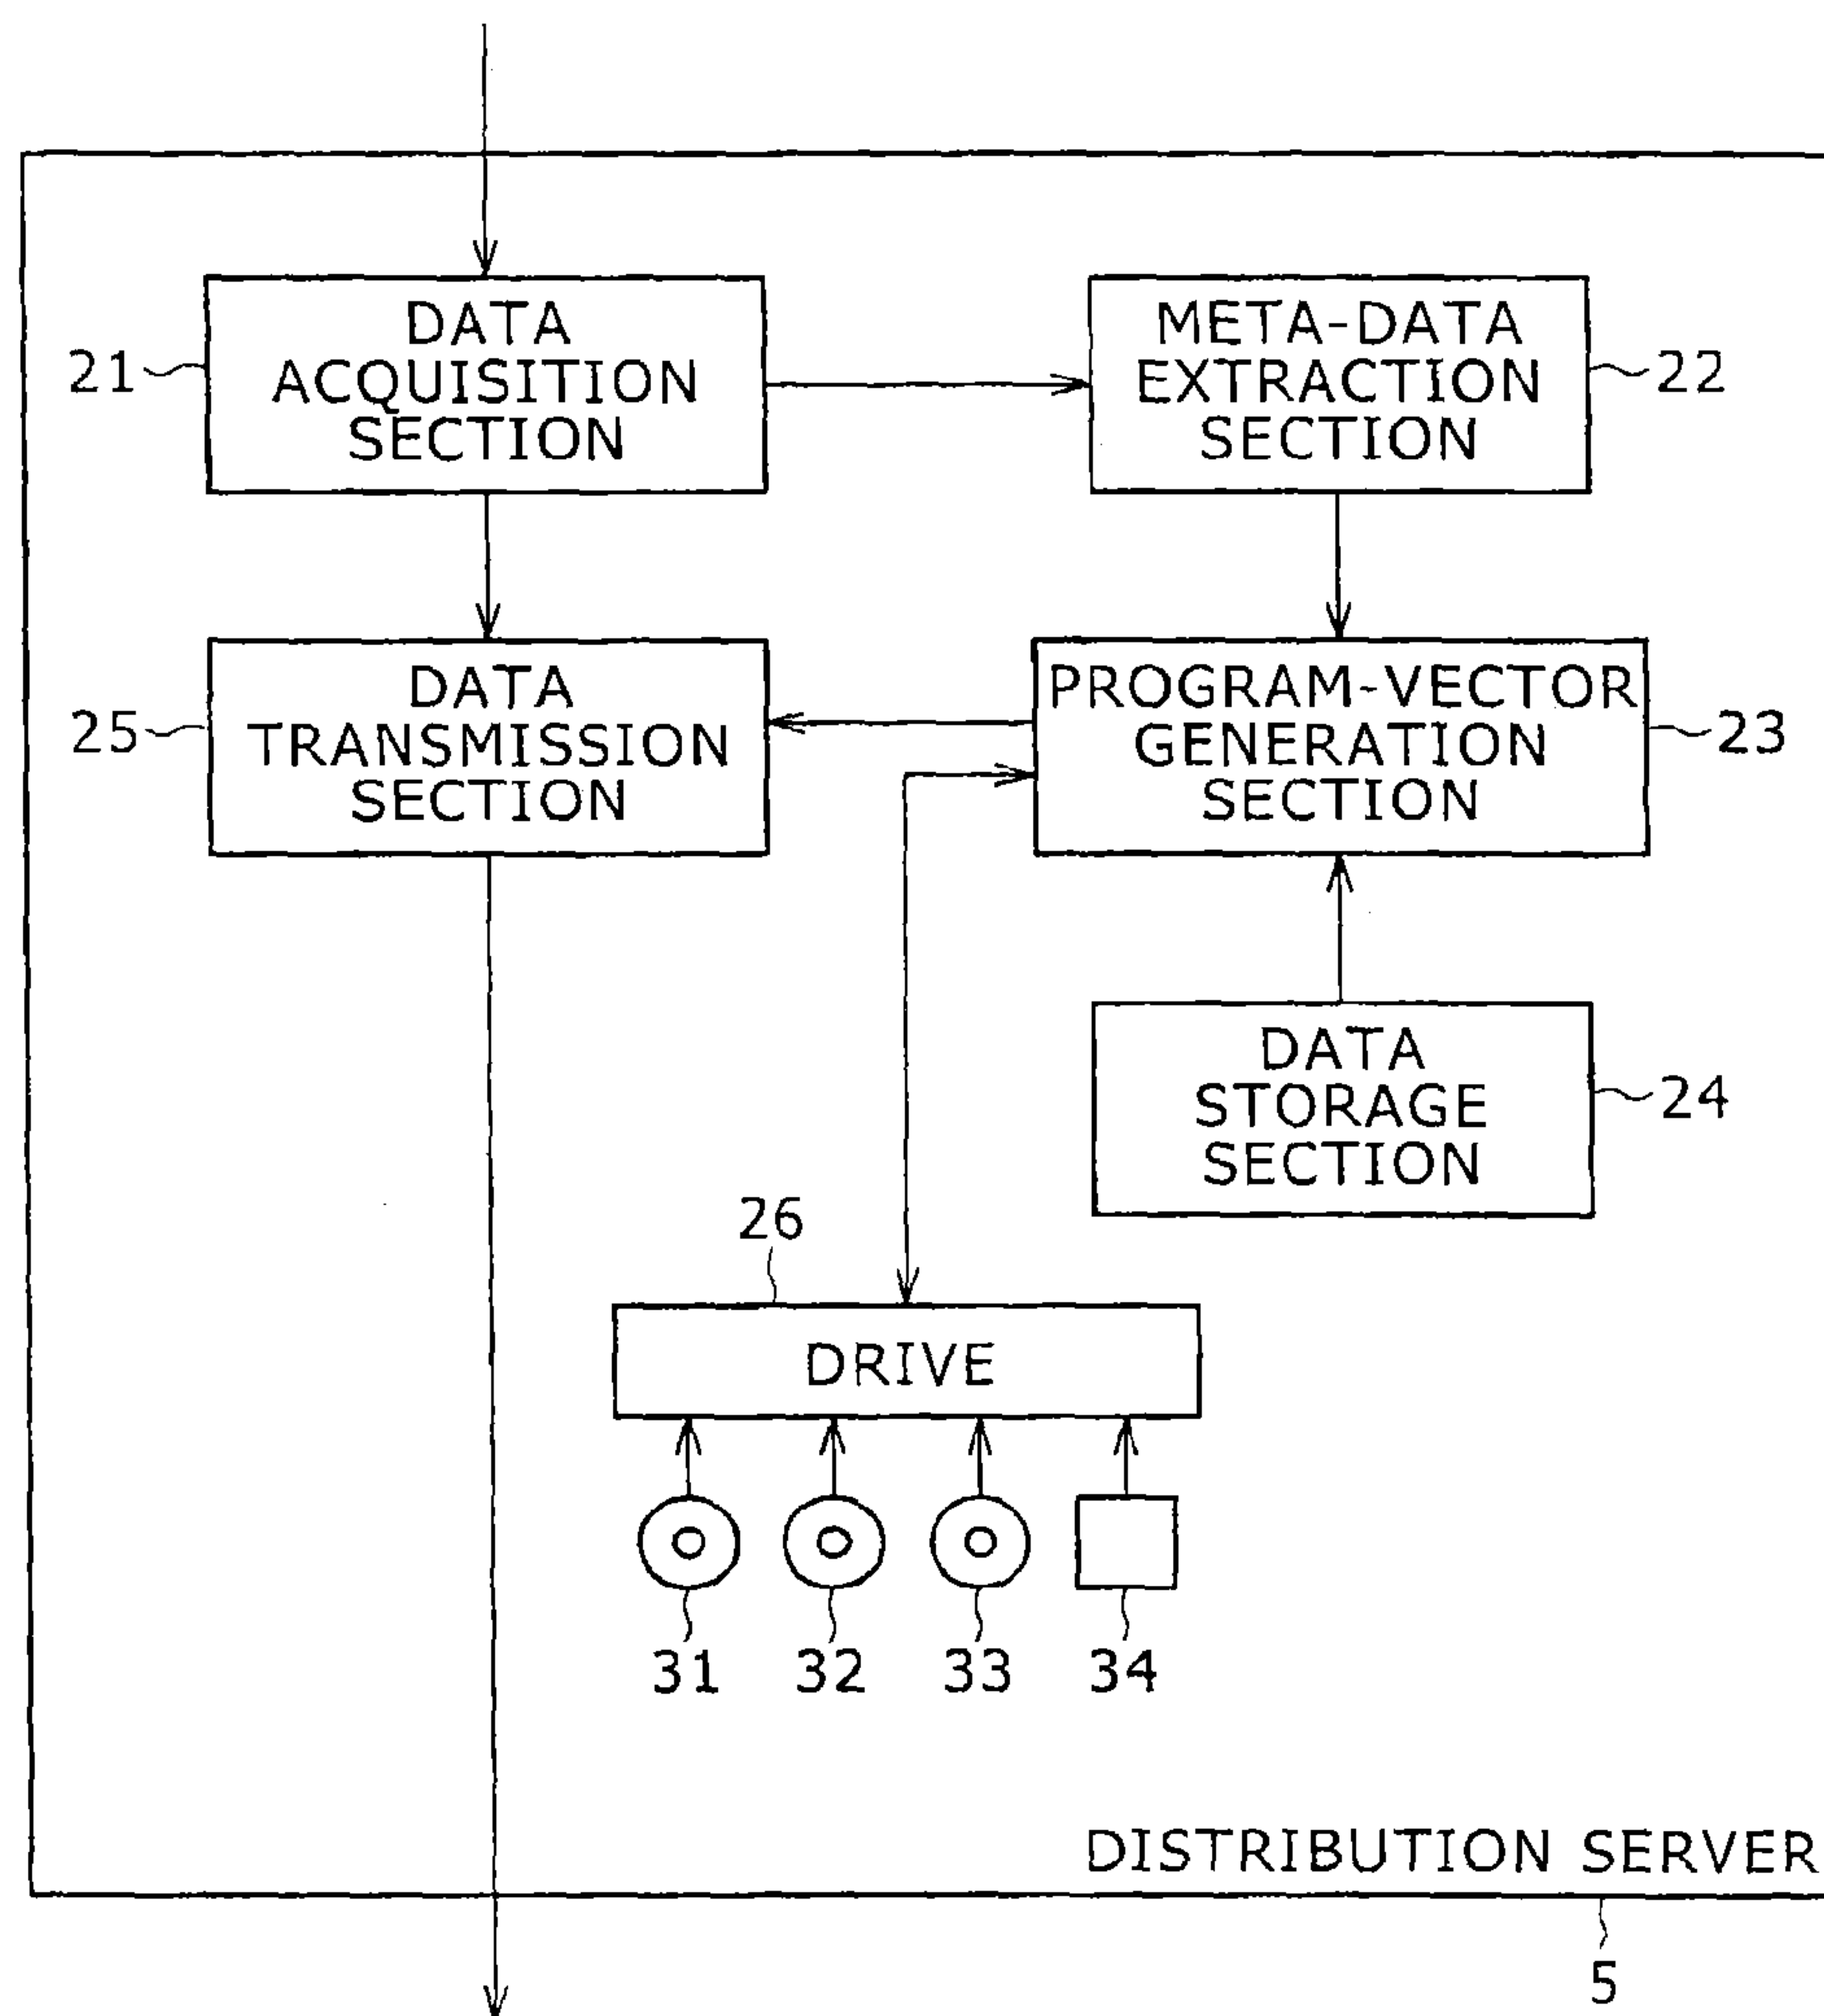 DATA
ACQUISITION
SECTION
21
META-DATA
EXTRACTION
SECTION
22
DATA
TRANSMISSION
SECTION
25
PROGRAM-VECTOR
GENERATION
SECTION
23
DATA
STORAGE
SECTION
24
26
DRIVE
31
32
33
34
DISTRIBUTION SERVER
5